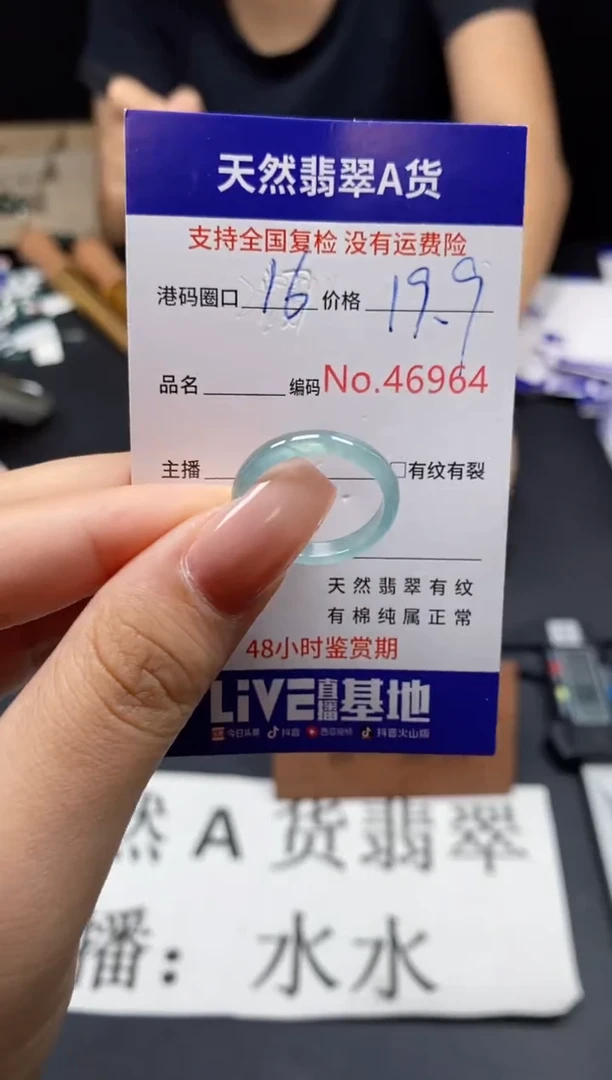 天然翡翠A货
支持全国复检 没有运费险
港码圈口 16 价格 19.9
品名 编码 No.46964
主播 □有纹有裂
天然翡翠有纹
有棉纯属正常
48小时鉴赏期
LiVE直播基地
今日头条 抖音 西瓜视频 抖音火山版
然A货翡翠
播：水水